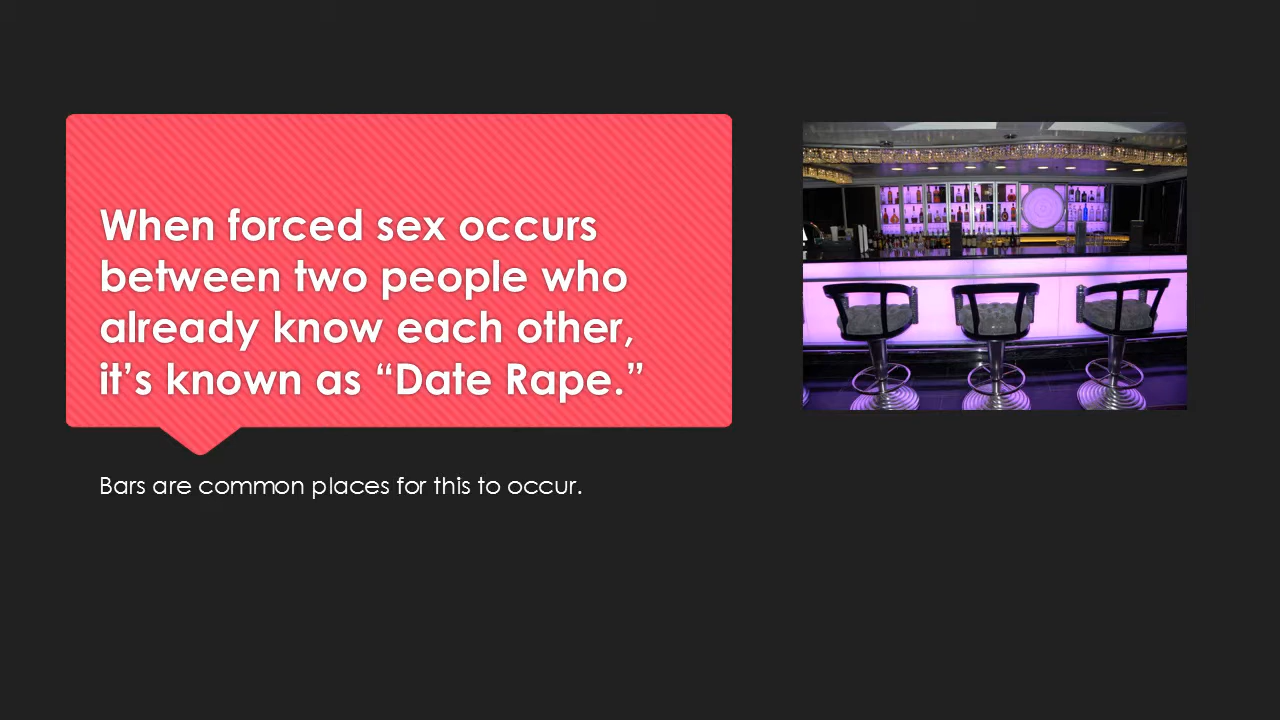 When forced sex occurs
between two people who
already know each other,
it’s known as “Date Rape.”
Bars are common places for this to occur.